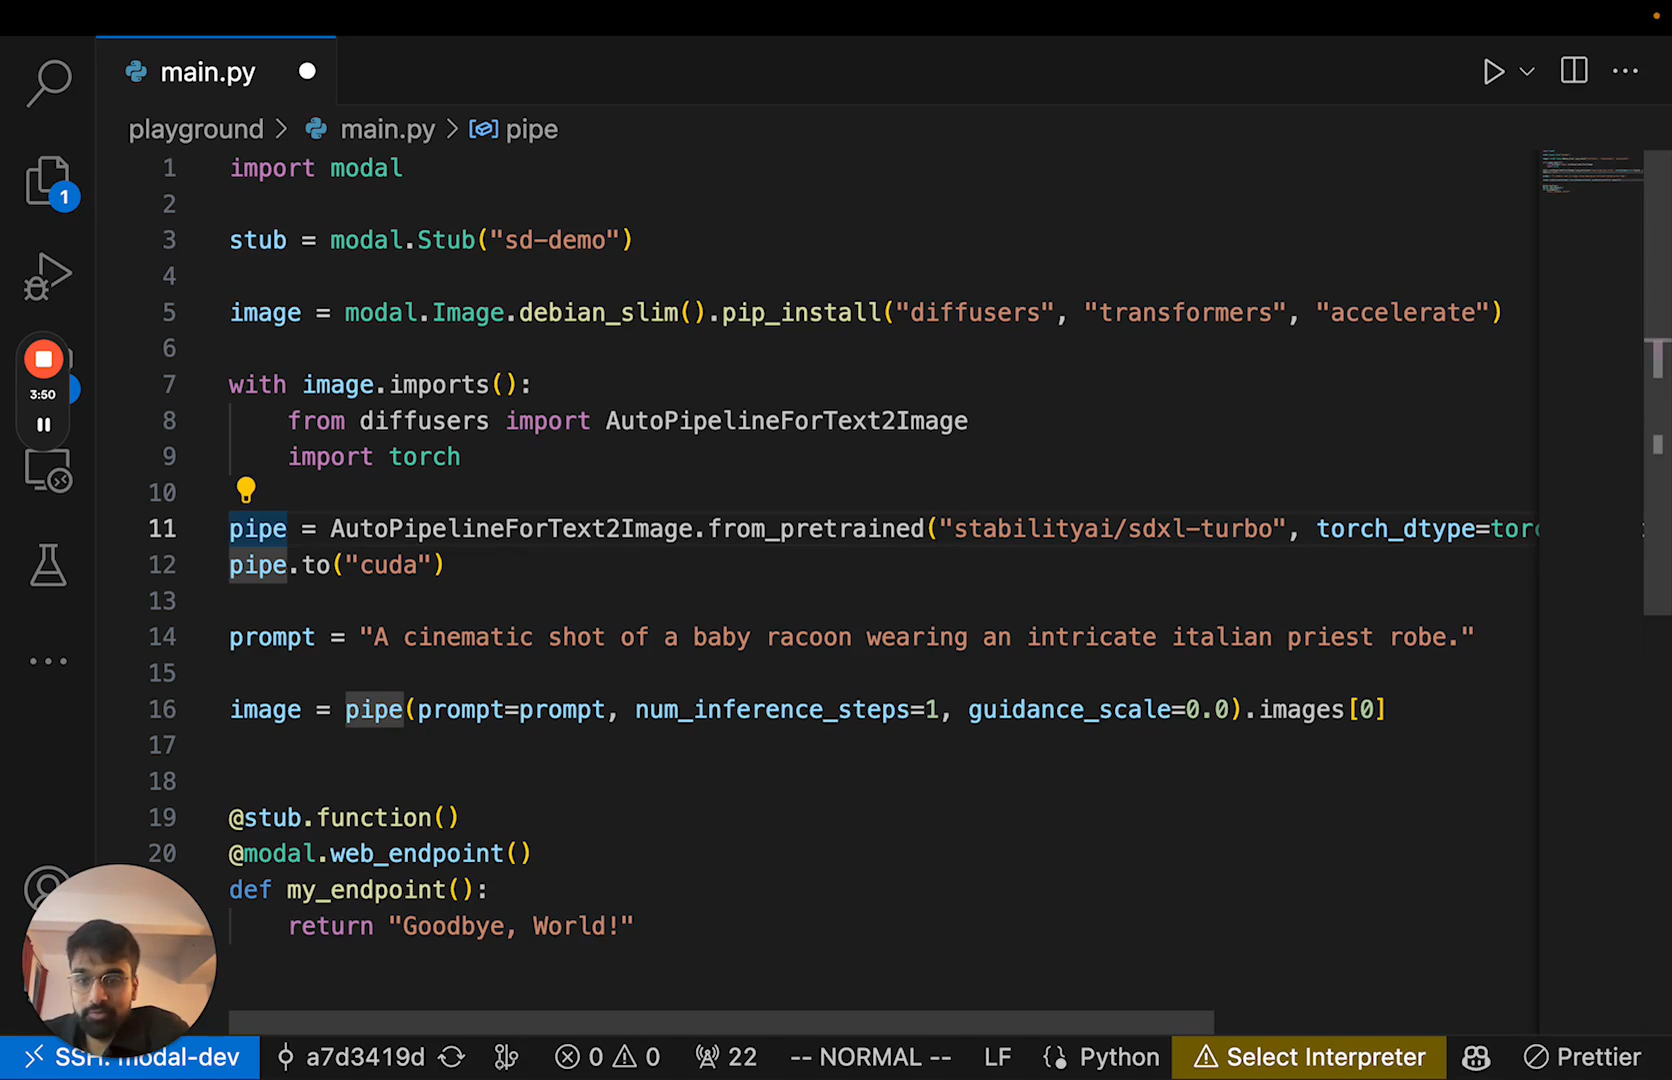 main.py
playground > main.py > pipe
1
1 import modal
2
3 stub = modal.Stub("sd-demo")
4
5 image = modal.Image.debian_slim().pip_install("diffusers", "transformers", "accelerate")
6
7 with image.imports():
8 from diffusers import AutoPipelineForText2Image
9 import torch
10
11 pipe = AutoPipelineForText2Image.from_pretrained("stabilityai/sdxl-turbo", torch_dtype=torc
12 pipe.to("cuda")
13
14 prompt = "A cinematic shot of a baby racoon wearing an intricate italian priest robe."
15
16 image = pipe(prompt=prompt, num_inference_steps=1, guidance_scale=0.0).images[0]
17
18
19 @stub.function()
20 @modal.web_endpoint()
def my_endpoint():
return "Goodbye, World!"
3:50
SSH: modal-dev a7d3419d 0 0 22 -- NORMAL -- LF Python Select Interpreter Prettier